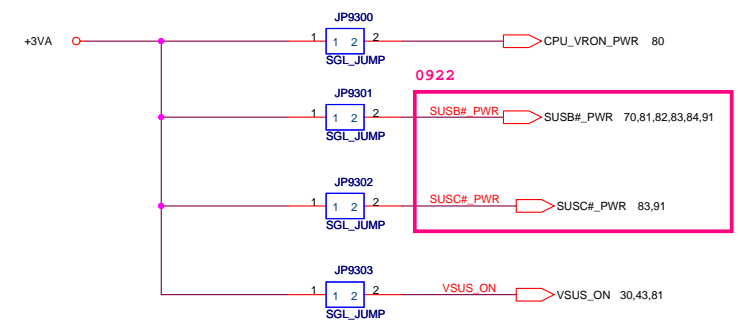 JP9300
+3VA
1 1 2 2
CPU_VRON_PWR 80
SGL_JUMP
0922
JP9301
1 1 2 2
SUSB#_PWR
SUSB#_PWR 70,81,82,83,84,91
SGL_JUMP
JP9302
1 1 2 2
SUSC#_PWR
SUSC#_PWR 83,91
SGL_JUMP
JP9303
1 1 2 2
VSUS_ON
VSUS_ON 30,43,81
SGL_JUMP